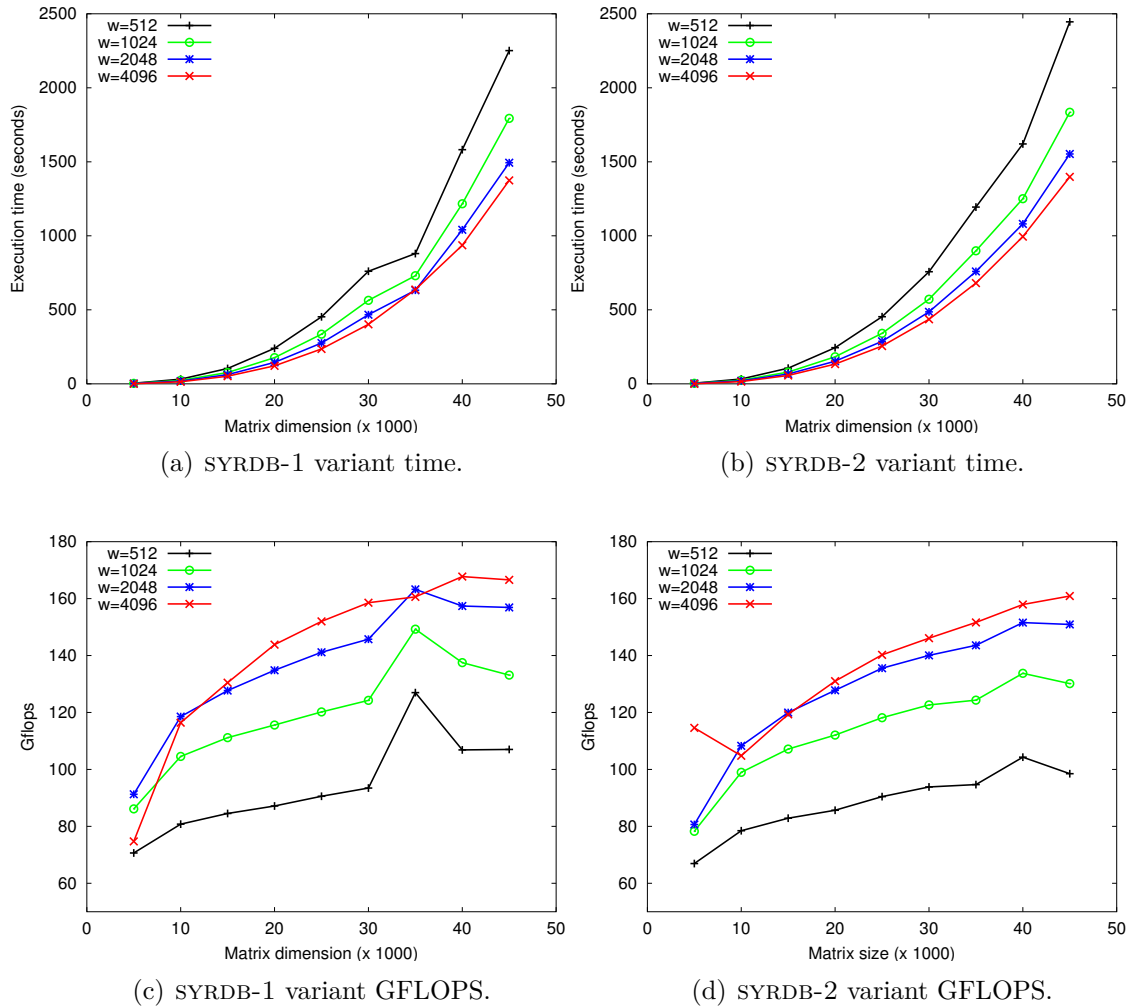 2500
2000
1500
1000
500
0
Execution time (seconds)
w=512
w=1024
w=2048
w=4096
0 10 20 30 40 50
Matrix dimension (x 1000)
(a) SYRDB-1 variant time.
2500
2000
1500
1000
500
0
Execution time (seconds)
w=512
w=1024
w=2048
w=4096
0 10 20 30 40 50
Matrix dimension (x 1000)
(b) SYRDB-2 variant time.
180
160
140
120
100
80
60
Gflops
w=512
w=1024
w=2048
w=4096
0 10 20 30 40 50
Matrix dimension (x 1000)
(c) SYRDB-1 variant GFLOPS.
180
160
140
120
100
80
60
Gflops
w=512
w=1024
w=2048
w=4096
0 10 20 30 40 50
Matrix size (x 1000)
(d) SYRDB-2 variant GFLOPS.